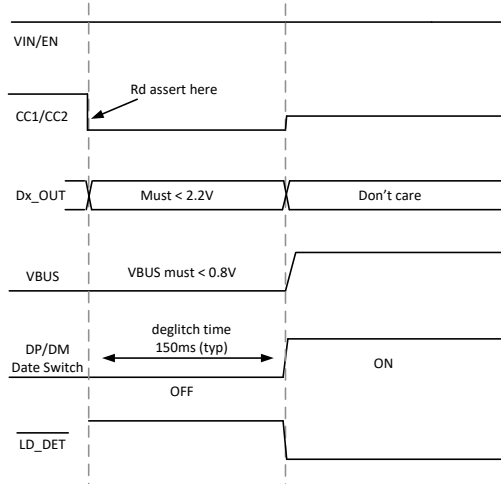 VIN/EN
Rd assert here
CC1/CC2
Dx_OUT
Must < 2.2V
Don't care
VBUS
VBUS must < 0.8V
deglitch time
150ms (typ)
DP/DM
Date Switch
ON
OFF
LD_DET